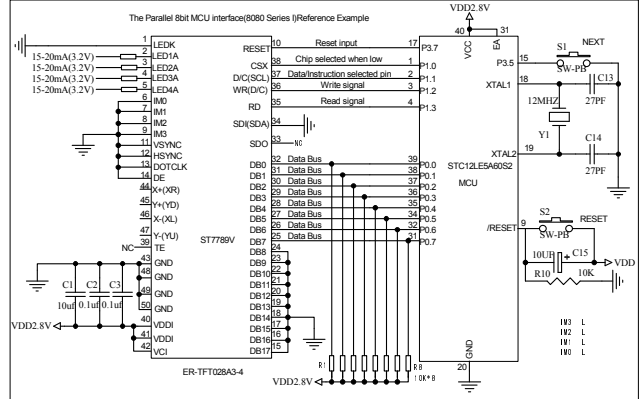 The Parallel 8bit MCU interface(8080 Series I)Reference Example
VDD2.8V
1 LEDK
15-20mA(3.2V) 2 LED1A
15-20mA(3.2V) 3 LED2A
15-20mA(3.2V) 4 LED3A
15-20mA(3.2V) 5 LED4A
6 IM0
7 IM1
8 IM2
9 IM3
11 VSYNC
12 HSYNC
13 DOTCLK
14 DE
44 X+(XR)
45 Y+(YD)
46 X-(XL)
47 Y-(YU)
NC 39 TE
43 GND
48 GND
49 GND
50 GND
40 VDDI
41 VDDI
42 VCI
C1 C2 C3
10uf 0.1uf 0.1uf
VDD2.8V
ST7789V
ER-TFT028A3-4
RESET 10 Reset input 17 P3.7
CSX 38 Chip selected when low 1 P1.0
D/C(SCL) 37 Data/Instruction selected pin 2 P1.1
WR(D/C) 36 Write signal 3 P1.2
RD 35 Read signal 4 P1.3
SDI(SDA) 34
SDO 33 NC
DB0 32 Data Bus 39 P0.0
DB1 31 Data Bus 38 P0.1
DB2 30 Data Bus 37 P0.2
DB3 29 Data Bus 36 P0.3
DB4 28 Data Bus 35 P0.4
DB5 27 Data Bus 34 P0.5
DB6 26 Data Bus 32 P0.6
DB7 25 Data Bus 31 P0.7
DB8 24
DB9 23
DB10 22
DB11 21
DB12 20
DB13 19
DB14 18
DB15 17
DB16 16
DB17 15
R1 R8
10K*8
VDD2.8V
40 VCC
31 EA
STC12LE5A60S2
MCU
20 GND
P3.5 15
XTAL1 18
XTAL2 19
/RESET 9
S1 NEXT
SW-PB
C13
27PF
12MHZ
Y1
C14
27PF
S2 RESET
SW-PB
10UF + C15
VDD
R10 10K
IM3 L
IM2 L
IM1 L
IM0 L